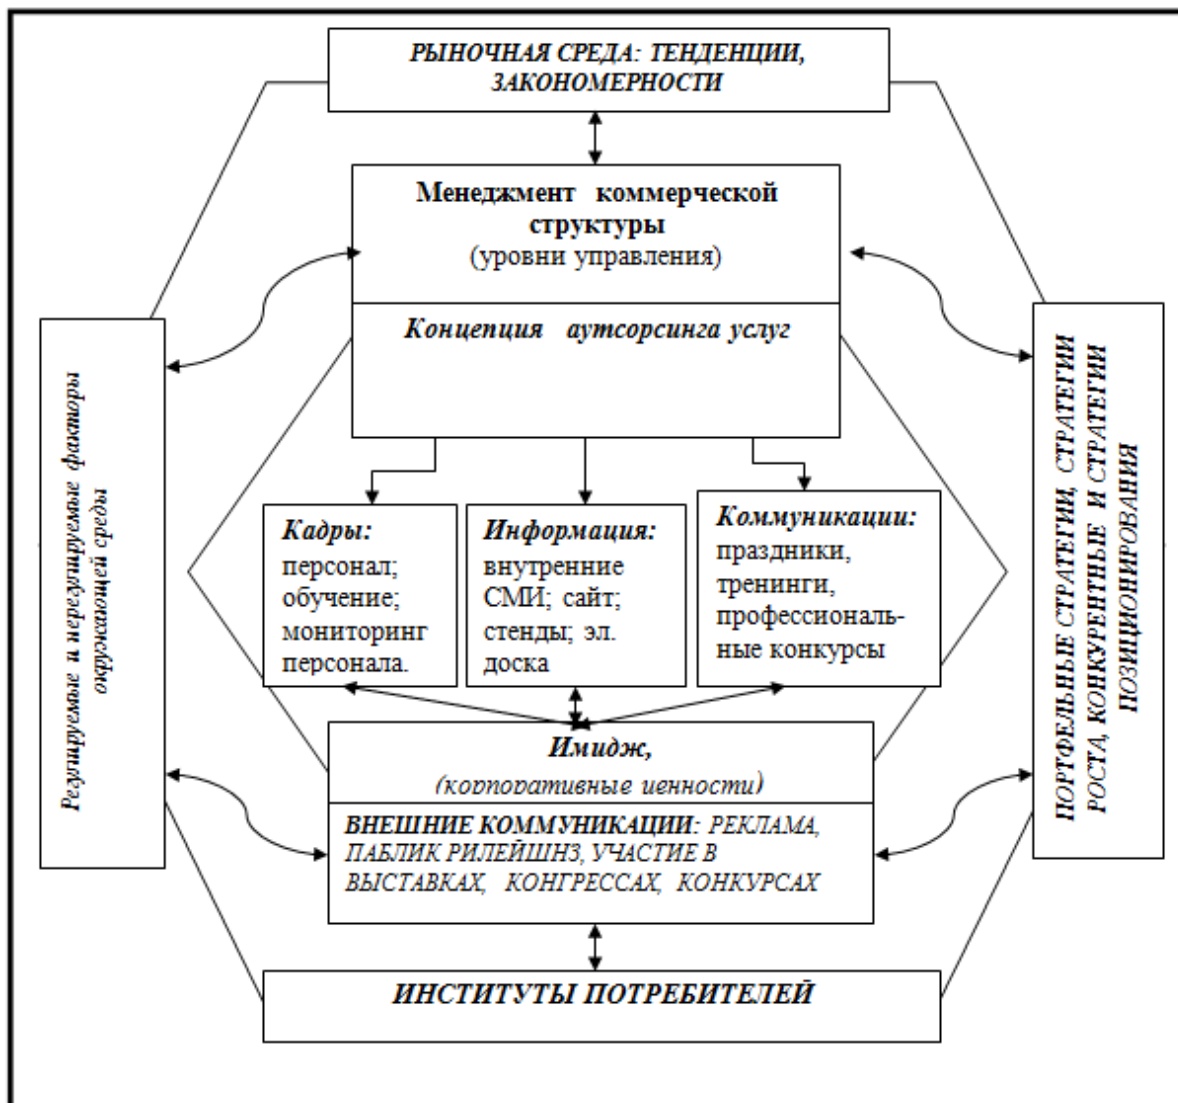 РЫНОЧНАЯ СРЕДА: ТЕНДЕНЦИИ,
ЗАКОНОМЕРНОСТИ
Менеджмент коммерческой
структуры
(уровни управления)
Концепция аутсорсинга услуг
Регулируемые и нерегулируемые факторы
окружающей среды
ПОРТФЕЛЬНЫЕ СТРАТЕГИИ, СТРАТЕГИИ
РОСТА, КОНКУРЕНТНЫЕ И СТРАТЕГИИ
ПОЗИЦИОНИРОВАНИЯ
Кадры:
персонал;
обучение;
мониторинг
персонала.
Информация:
внутренние
СМИ; сайт;
стенды; эл.
доска
Коммуникации:
праздники,
тренинги,
профессиональ-
ные конкурсы
Имидж,
(корпоративные ценности)
ВНЕШНИЕ КОММУНИКАЦИИ: РЕКЛАМА,
ПАБЛИК РИЛЕЙШНЗ, УЧАСТИЕ В
ВЫСТАВКАХ, КОНГРЕССАХ, КОНКУРСАХ
ИНСТИТУТЫ ПОТРЕБИТЕЛЕЙ